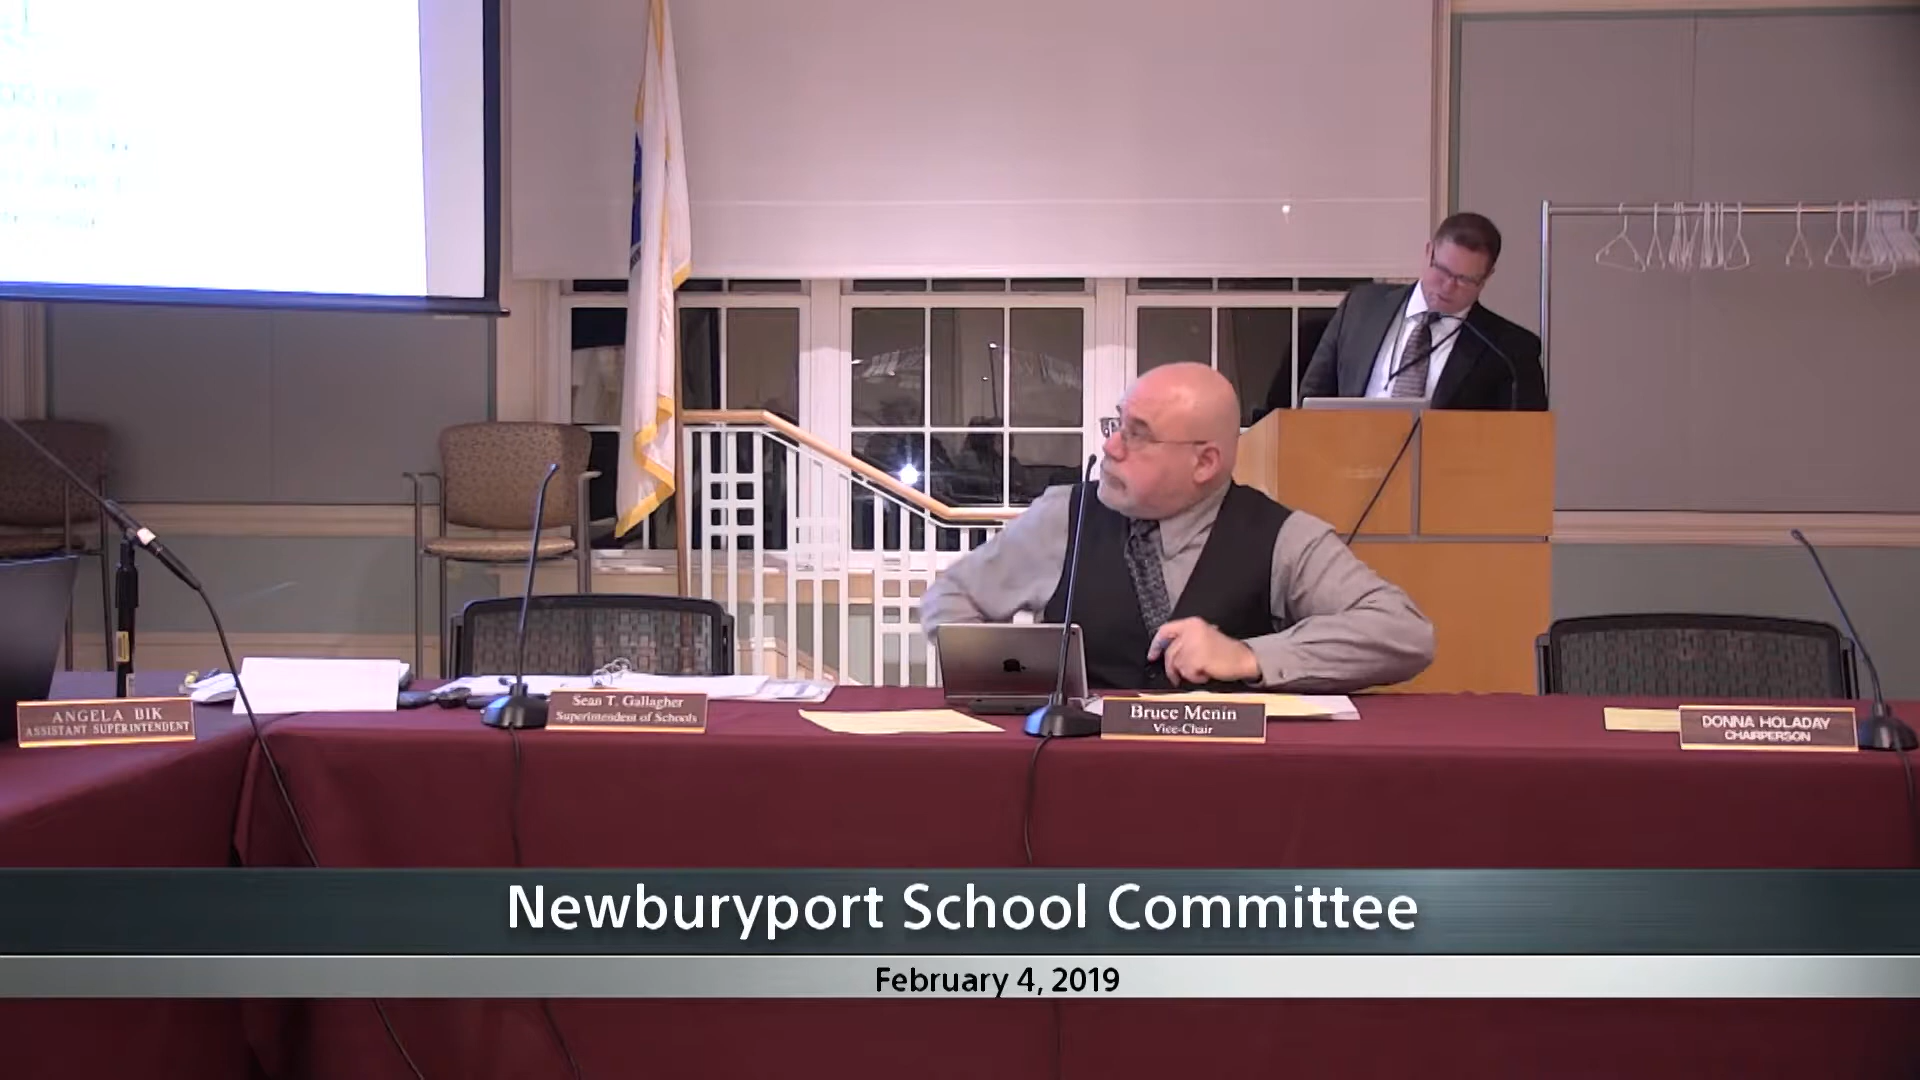 ANGELA BIK
ASSISTANT SUPERINTENDENT
Sean T. Gallagher
Superintendent of Schools
Bruce Menin
Vice-Chair
DONNA HOLADAY
CHAIRPERSON
Newburyport School Committee
February 4, 2019